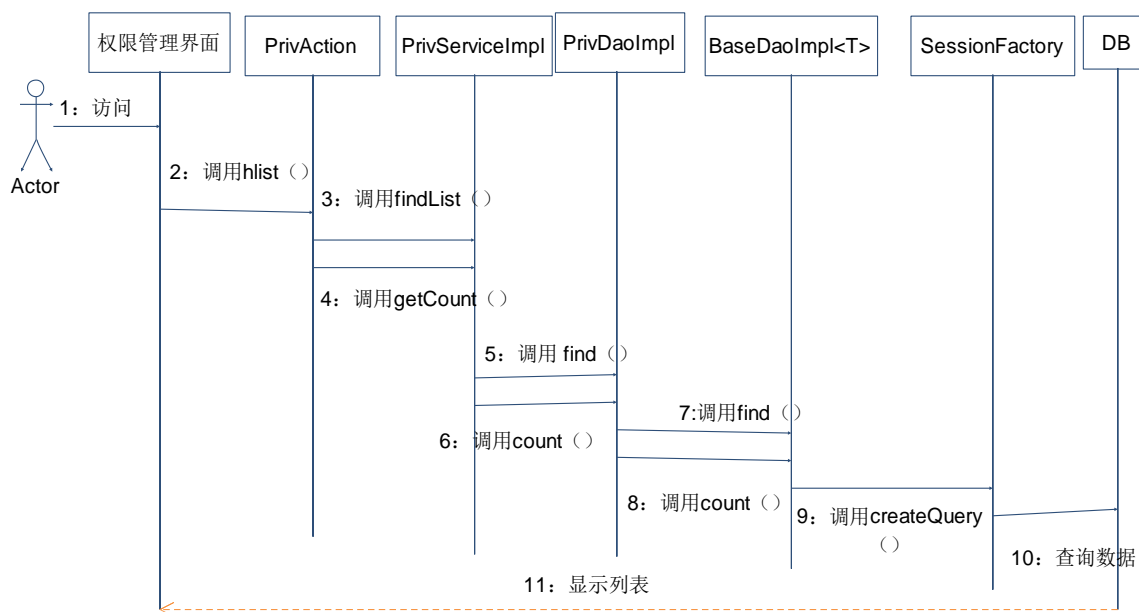 权限管理界面
PrivAction
PrivServiceImpl
PrivDaoImpl
BaseDaoImpl<T>
SessionFactory
DB
1：访问
Actor
2：调用hlist（）
3：调用findList（）
4：调用getCount（）
5：调用 find（）
6：调用count（）
7:调用find（）
8：调用count（）
9：调用createQuery
（）
10：查询数据
11：显示列表